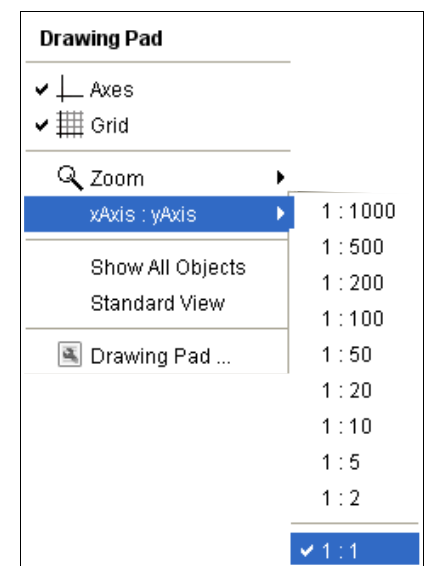 Drawing Pad
Axes
Grid
Zoom
xAxis : yAxis
Show All Objects
Standard View
Drawing Pad ...
1 : 1000
1 : 500
1 : 200
1 : 100
1 : 50
1 : 20
1 : 10
1 : 5
1 : 2
1 : 1